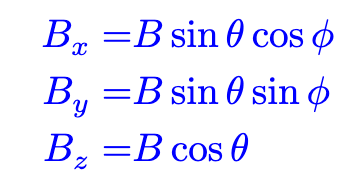 B_x = B sin θ cos ϕ
B_y = B sin θ sin ϕ
B_z = B cos θ